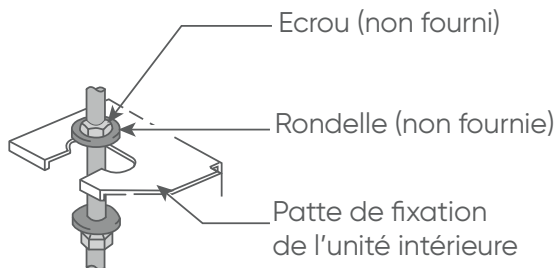 Ecrou (non fourni)
Rondelle (non fournie)
Patte de fixation
de l'unité intérieure